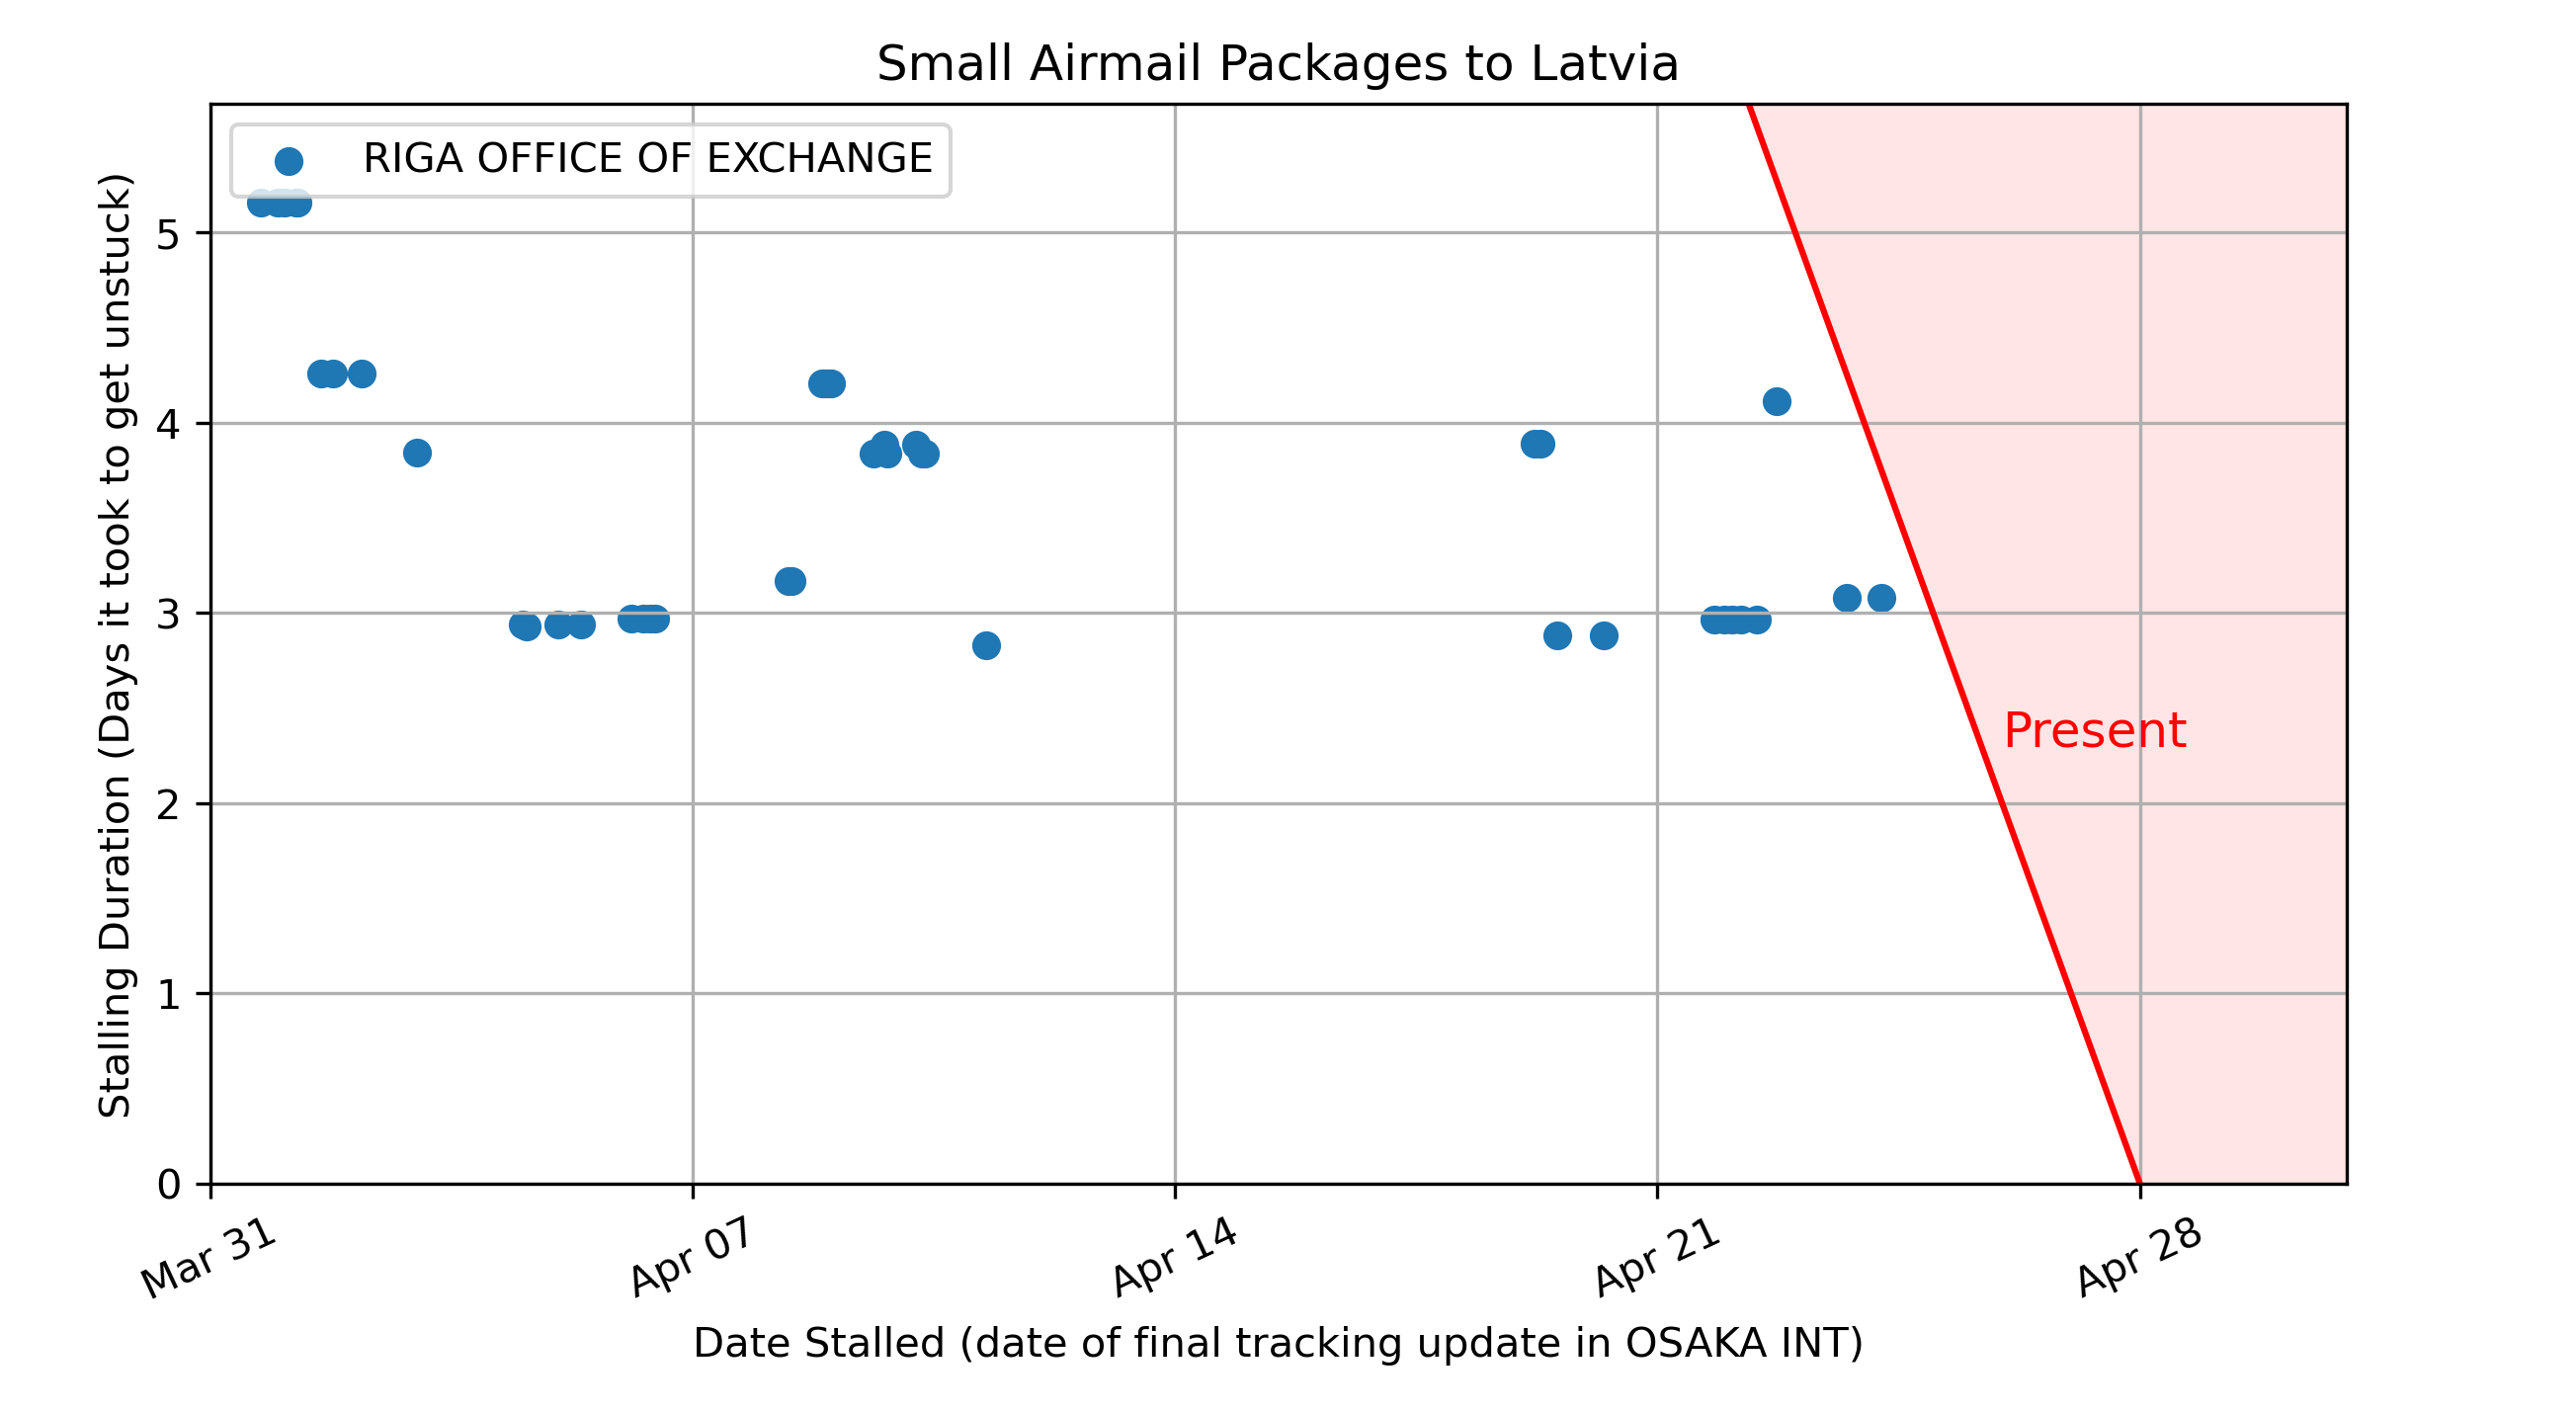 Small Airmail Packages to Latvia
RIGA OFFICE OF EXCHANGE
Stalling Duration (Days it took to get unstuck)
5
4
3
2
1
0
Present
Mar 31
Apr 07
Apr 14
Apr 21
Apr 28
Date Stalled (date of final tracking update in OSAKA INT)